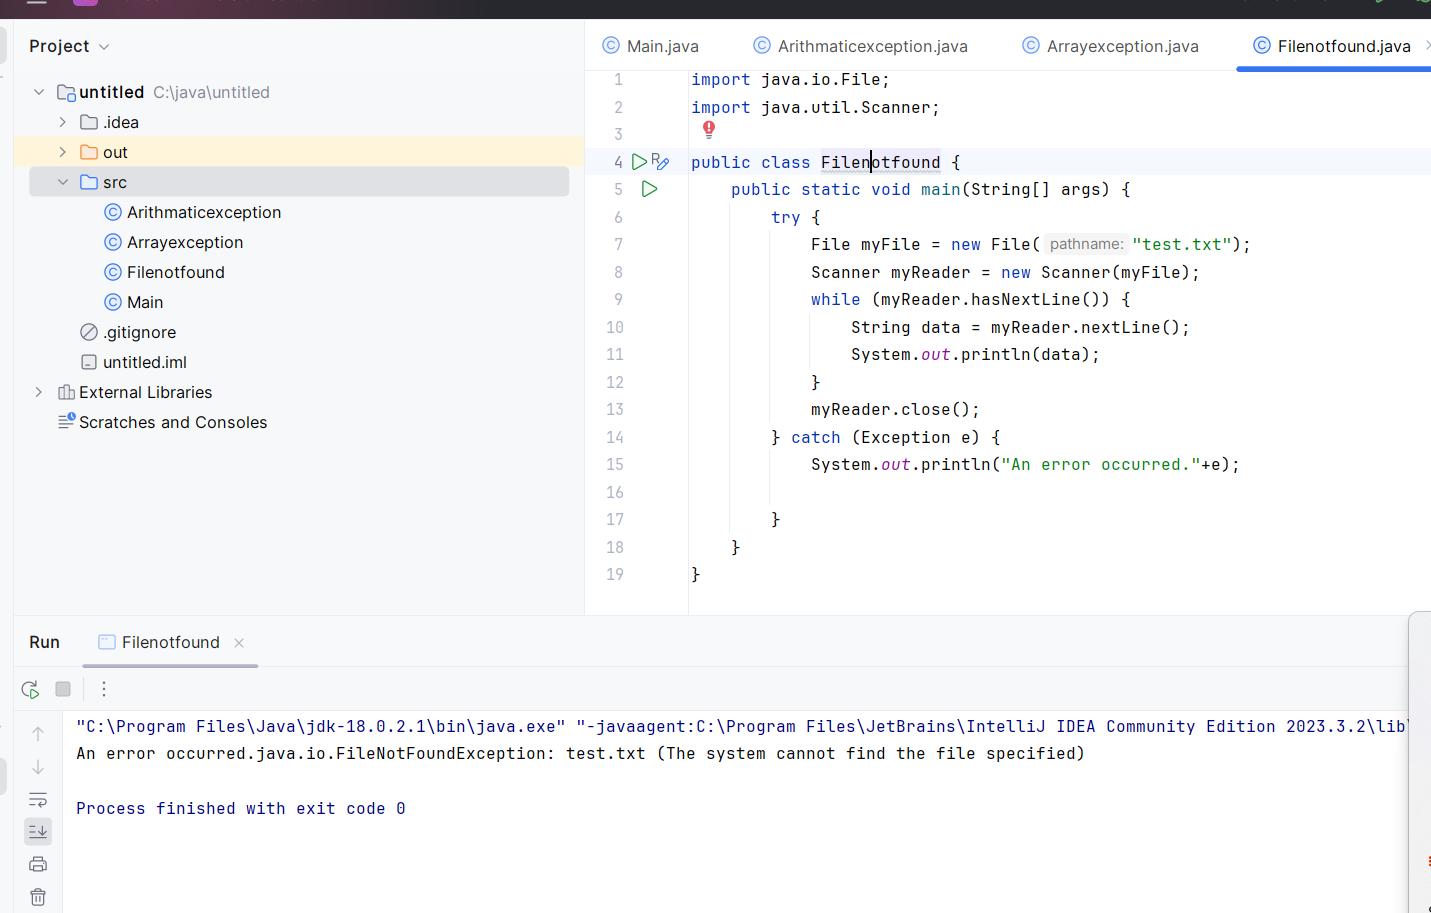 Project
untitled C:\java\untitled
.idea
out
src
Arithmaticexception
Arrayexception
Filenotfound
Main
.gitignore
untitled.iml
External Libraries
Scratches and Consoles
Main.java Arithmaticexception.java Arrayexception.java Filenotfound.java
1 import java.io.File;
2 import java.util.Scanner;
3
4 public class Filenotfound {
5 public static void main(String[] args) {
6 try {
7 File myFile = new File( pathname: "test.txt");
8 Scanner myReader = new Scanner(myFile);
9 while (myReader.hasNextLine()) {
10 String data = myReader.nextLine();
11 System.out.println(data);
12 }
13 myReader.close();
14 } catch (Exception e) {
15 System.out.println("An error occurred."+e);
16
17 }
18 }
19 }
Run Filenotfound
"C:\Program Files\Java\jdk-18.0.2.1\bin\java.exe" "-javaagent:C:\Program Files\JetBrains\IntelliJ IDEA Community Edition 2023.3.2\lib\
An error occurred.java.io.FileNotFoundException: test.txt (The system cannot find the file specified)
Process finished with exit code 0